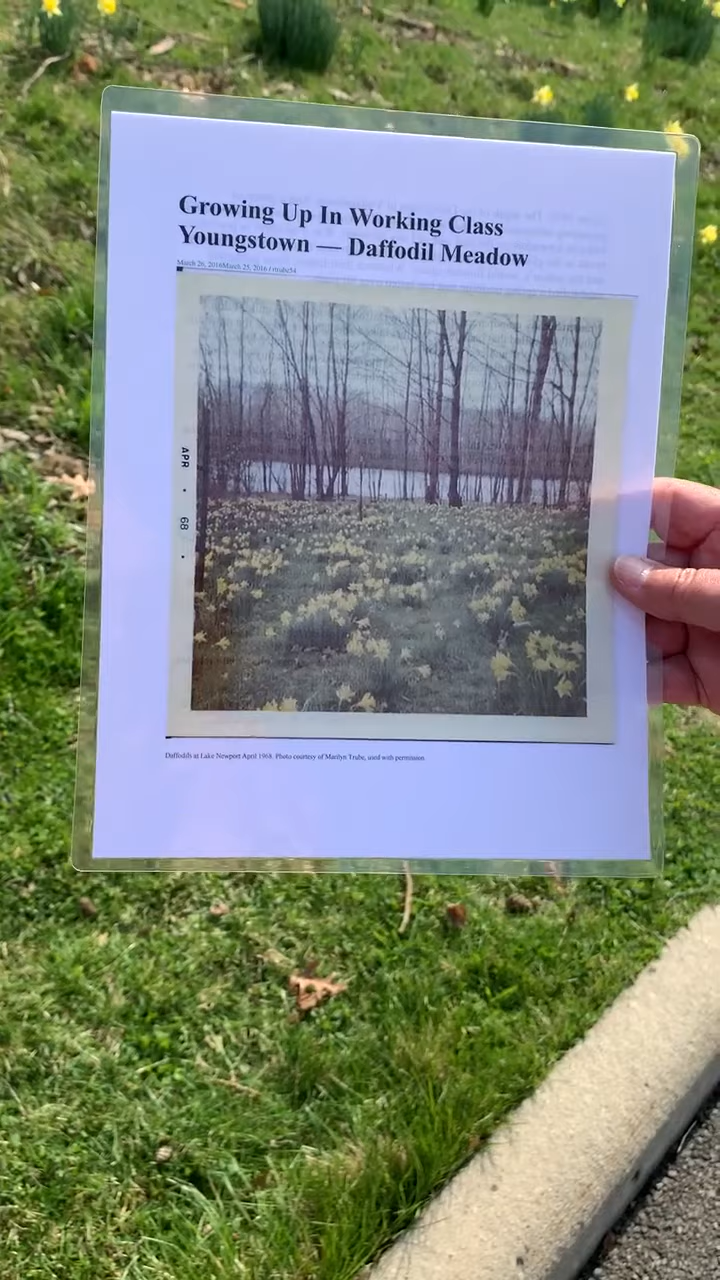 Growing Up In Working Class
Youngstown — Daffodil Meadow
March 26, 2016March 25, 2016 / rtrube54
APR • 68 •
Daffodils at Lake Newport April 1968. Photo courtesy of Marilyn Trube, used with permission